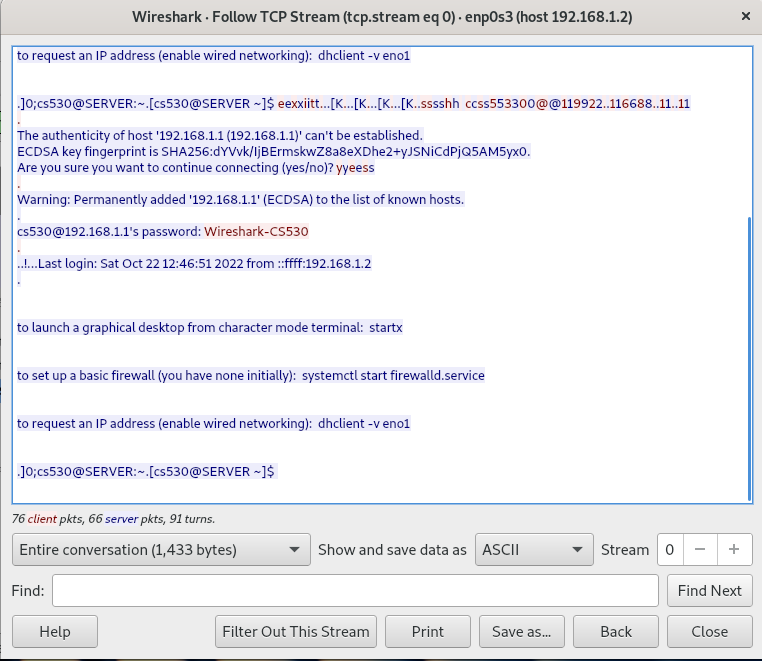 Wireshark · Follow TCP Stream (tcp.stream eq 0) · enp0s3 (host 192.168.1.2)
×
to request an IP address (enable wired networking):  dhclient -v eno1
.]0;cs530@SERVER:~.[cs530@SERVER ~]$ eexxiitt...[K...[K...[K...[K..sssshh  ccss553300@@119922..116688..11..11
.
The authenticity of host '192.168.1.1 (192.168.1.1)' can't be established.
ECDSA key fingerprint is SHA256:dYVvk/IjBErmskwZ8a8eXDhe2+yJSNiCdPjQ5AM5yx0.
Are you sure you want to continue connecting (yes/no)? yyeess
.
Warning: Permanently added '192.168.1.1' (ECDSA) to the list of known hosts.
.
cs530@192.168.1.1's password: Wireshark-CS530
.
..!...Last login: Sat Oct 22 12:46:51 2022 from ::ffff:192.168.1.2
.
to launch a graphical desktop from character mode terminal:  startx
to set up a basic firewall (you have none initially):  systemctl start firewalld.service
to request an IP address (enable wired networking):  dhclient -v eno1
.]0;cs530@SERVER:~.[cs530@SERVER ~]$
76 client pkts, 66 server pkts, 91 turns.
Entire conversation (1,433 bytes) Show and save data as ASCII Stream 0 − +
Find: Find Next
Help Filter Out This Stream Print Save as... Back Close